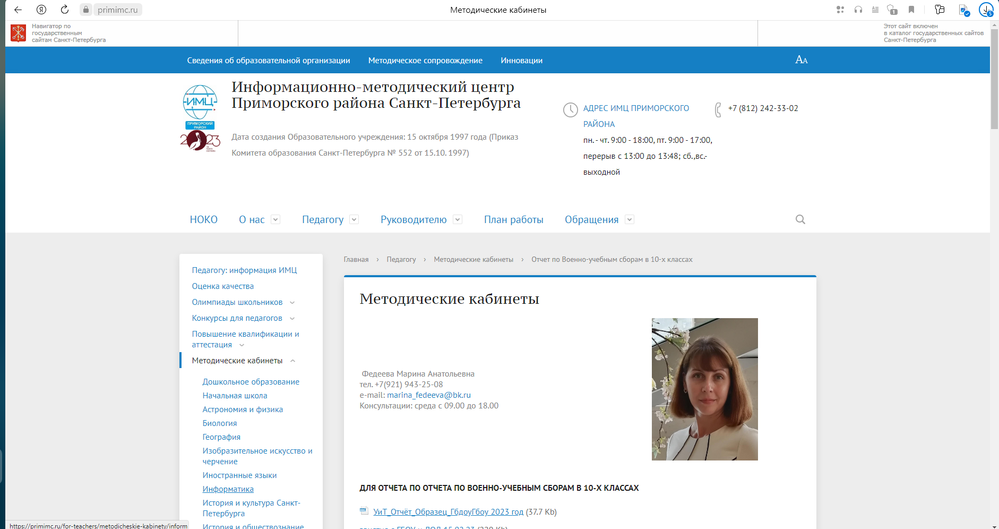 primimc.ru
Методические кабинеты
1
5
Навигатор по
государственным
сайтам Санкт-Петербурга
Этот сайт включен
в каталог государственных сайтов
Санкт-Петербурга
Сведения об образовательной организации
Методическое сопровождение
Инновации
AA
ИМЦ
ПРИМОРСКИЙ
РАЙОН
2023
Информационно-методический центр
Приморского района Санкт-Петербурга
Дата создания Образовательного учреждения: 15 октября 1997 года (Приказ
Комитета образования Санкт-Петербурга № 552 от 15.10. 1997)
АДРЕС ИМЦ ПРИМОРСКОГО
РАЙОНА
пн. - чт. 9:00 - 18:00, пт. 9:00 - 17:00,
перерыв с 13:00 до 13:48; сб.,вс.-
выходной
+7 (812) 242-33-02
НОКО
О нас
Педагогу
Руководителю
План работы
Обращения
Педагогу: информация ИМЦ
Оценка качества
Олимпиады школьников
Конкурсы для педагогов
Повышение квалификации и
аттестация
Методические кабинеты
Дошкольное образование
Начальная школа
Астрономия и физика
Биология
География
Изобразительное искусство и
черчение
Иностранные языки
Информатика
История и культура Санкт-
Петербурга
История и обществознание
Главная › Педагогу › Методические кабинеты › Отчет по Военно-учебным сборам в 10-х классах
Методические кабинеты
Федеева Марина Анатольевна
тел. +7(921) 943-25-08
e-mail: marina_fedeeva@bk.ru
Консультации: среда с 09.00 до 18.00
ДЛЯ ОТЧЕТА ПО ОТЧЕТА ПО ВОЕННО-УЧЕБНЫМ СБОРАМ В 10-Х КЛАССАХ
УиТ_Отчёт_Образец_ГбдоуГбоу 2023 год (37.7 Kb)
https://primimc.ru/for-teachers/metodicheskie-kabinety/inform